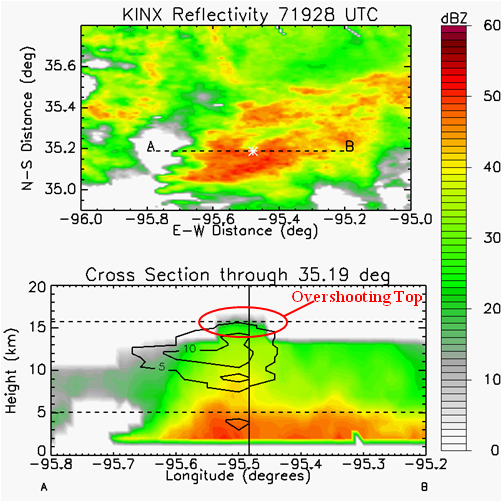 KINX Reflectivity 71928 UTC
dBZ
60
50
40
30
20
10
0
N-S Distance (deg)
35.8
35.6
35.4
35.2
35.0
A
B
-96.0
-95.8
-95.6
-95.4
-95.2
-95.0
E-W Distance (deg)
Cross Section through 35.19 deg
Overshooting Top
Height (km)
20
15
10
5
0
10
5
-95.8
-95.7
-95.6
-95.5
-95.4
-95.3
-95.2
Longitude (degrees)
A
B